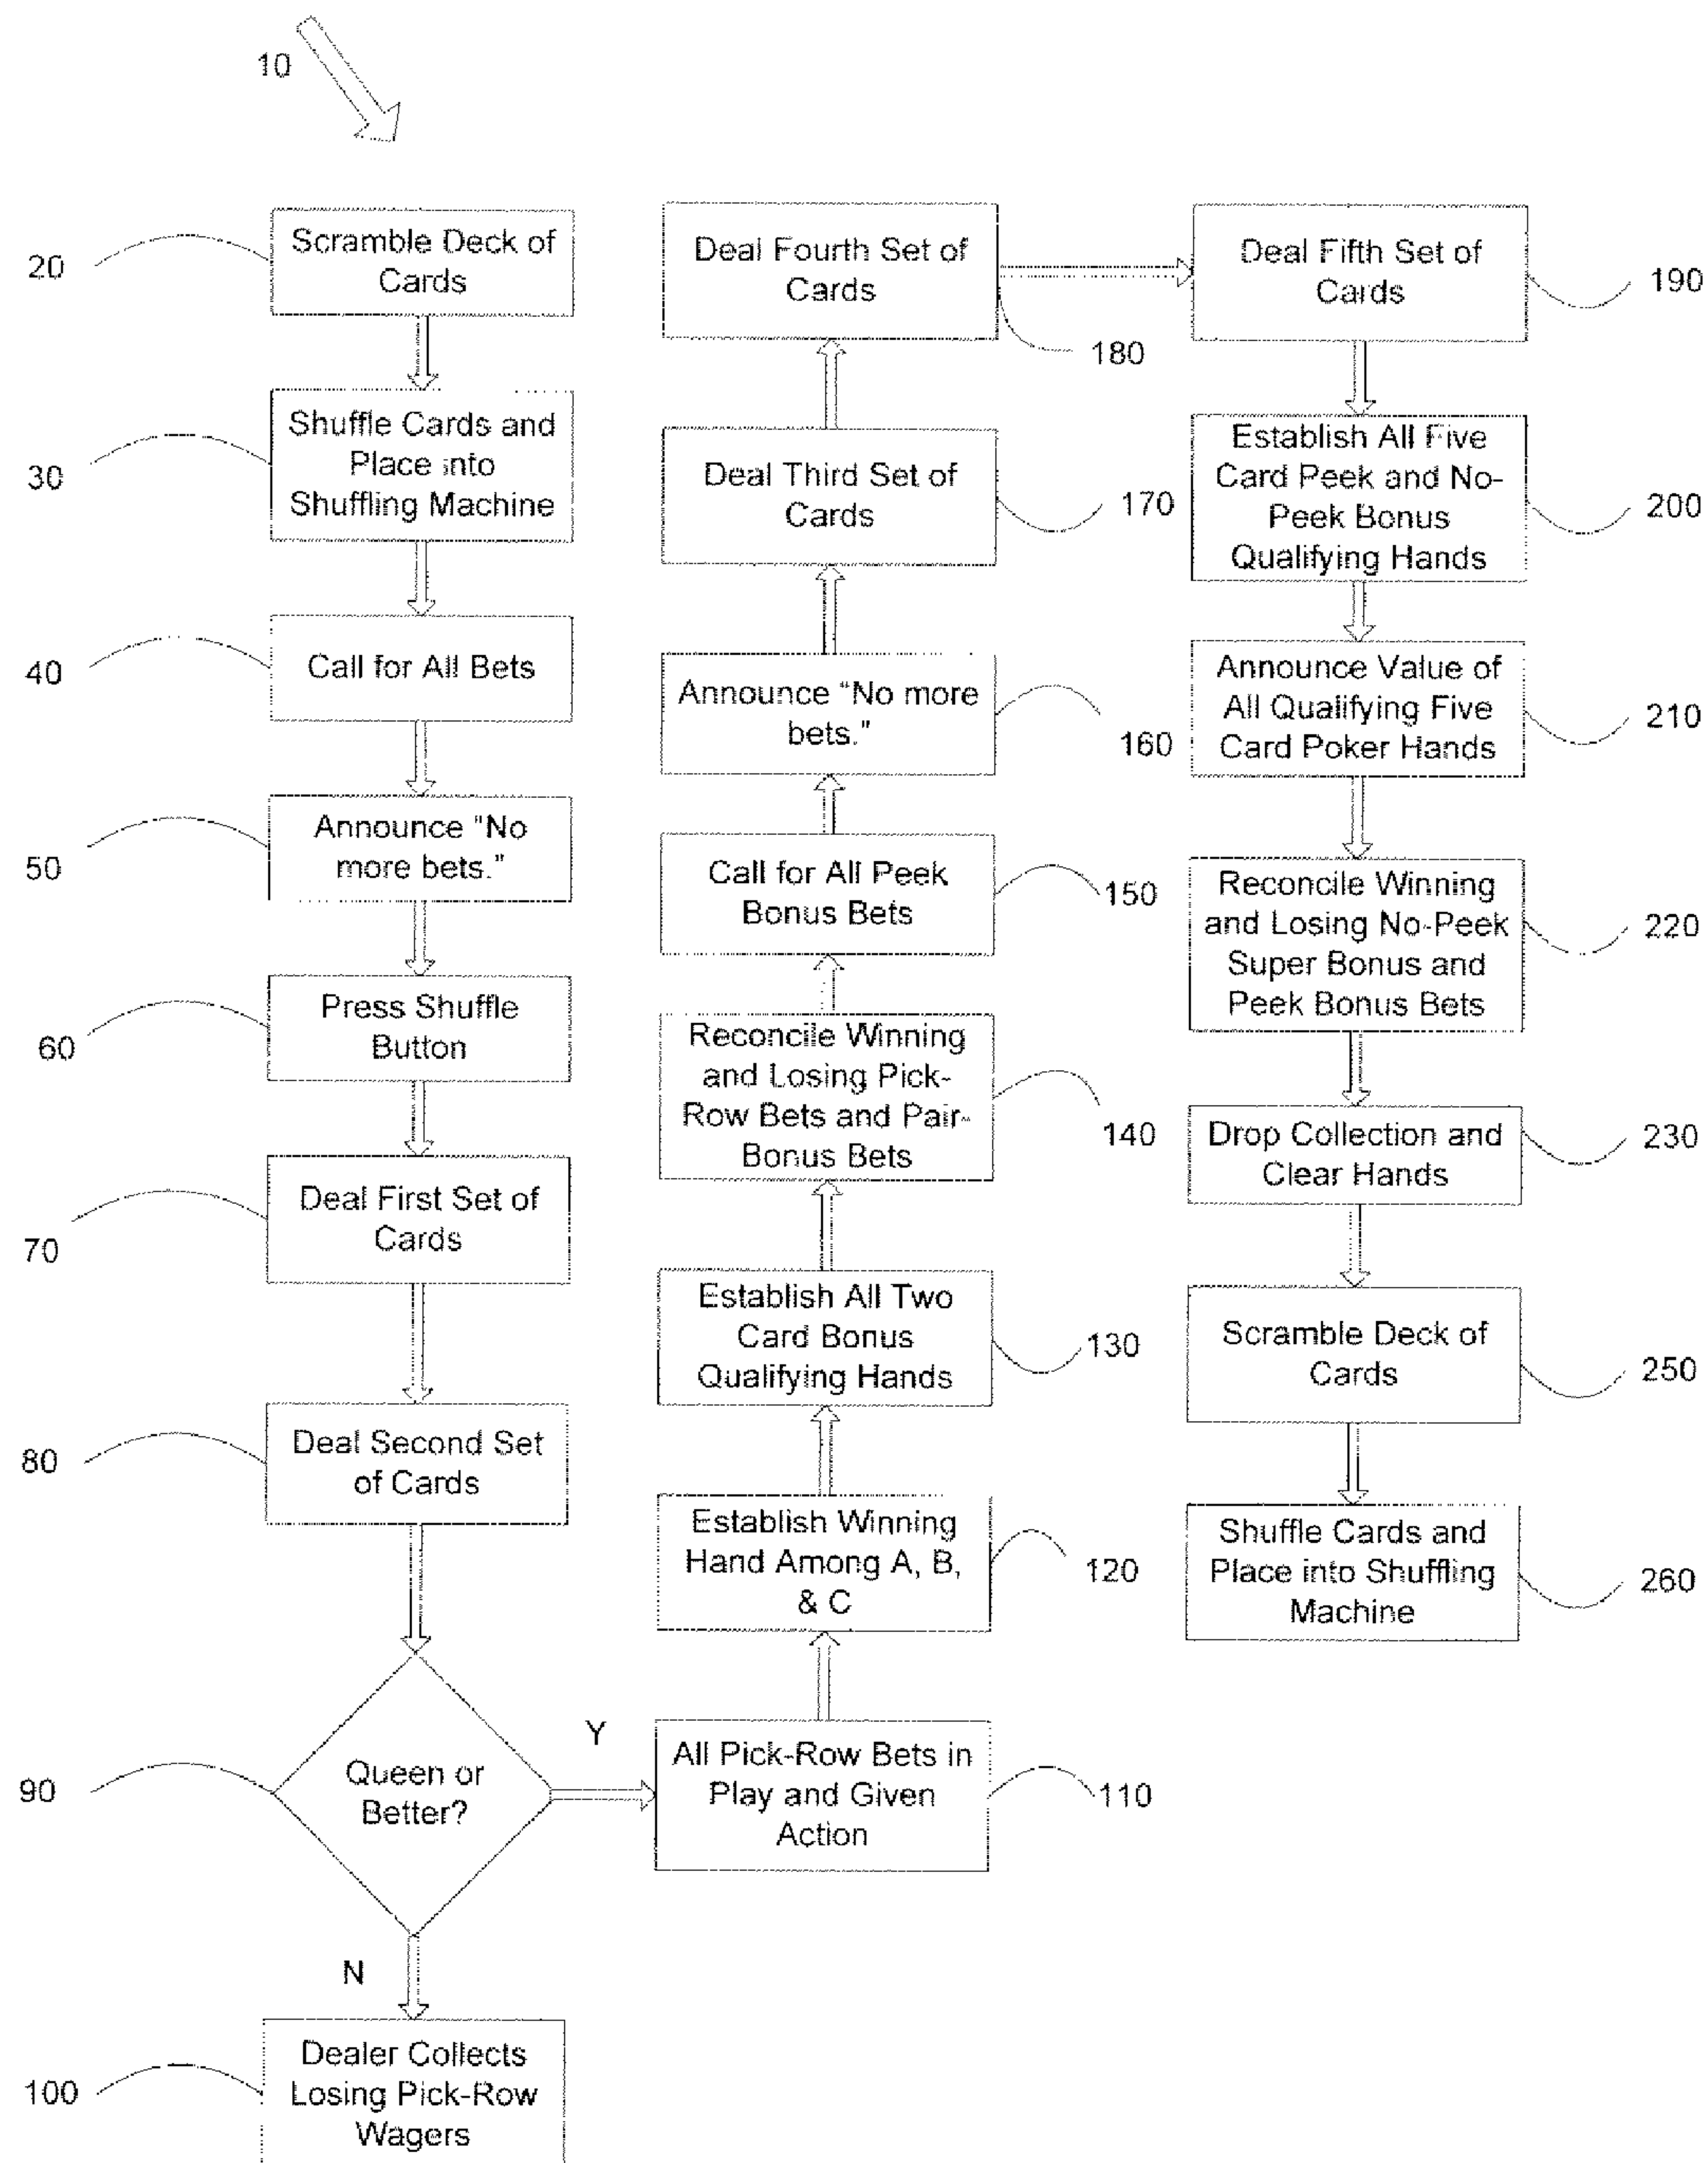 10
20
Scramble Deck of
Cards
30
Shuffle Cards and
Place into
Shuffling Machine
40
Call for All Bets
50
Announce “No
more bets.”
60
Press Shuffle
Button
70
Deal First Set of
Cards
80
Deal Second Set
of Cards
90
Queen or
Better?
Y
N
100
Dealer Collects
Losing Pick-Row
Wagers
All Pick-Row Bets in
Play and Given
Action
110
Establish Winning
Hand Among A, B,
& C
120
Establish All Two
Card Bonus
Qualifying Hands
130
Reconcile Winning
and Losing Pick-
Row Bets and Pair-
Bonus Bets
140
Call for All Peek
Bonus Bets
150
Announce “No more
bets.”
160
Deal Third Set of
Cards
170
Deal Fourth Set of
Cards
180
Deal Fifth Set of
Cards
190
Establish All Five
Card Peek and No-
Peek Bonus
Qualifying Hands
200
Announce Value of
All Qualifying Five
Card Poker Hands
210
Reconcile Winning
and Losing No-Peek
Super Bonus and
Peek Bonus Bets
220
Drop Collection and
Clear Hands
230
Scramble Deck of
Cards
250
Shuffle Cards and
Place into Shuffling
Machine
260